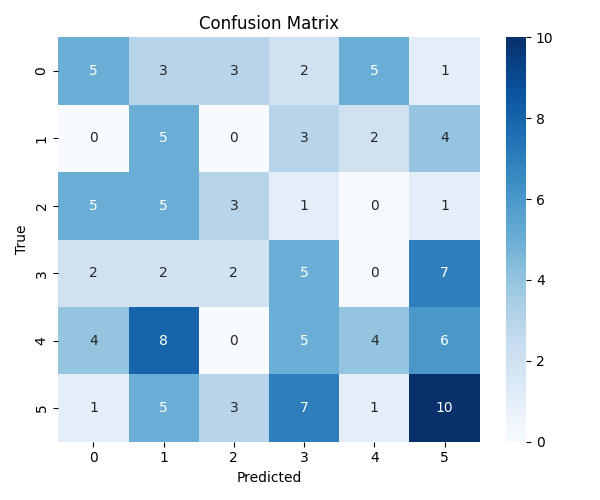 Confusion Matrix
0 5 3 3 2 5 1
1 0 5 0 3 2 4
2 5 5 3 1 0 1
3 2 2 2 5 0 7
4 4 8 0 5 4 6
5 1 5 3 7 1 10
0 1 2 3 4 5
Predicted
True
10
8
6
4
2
0